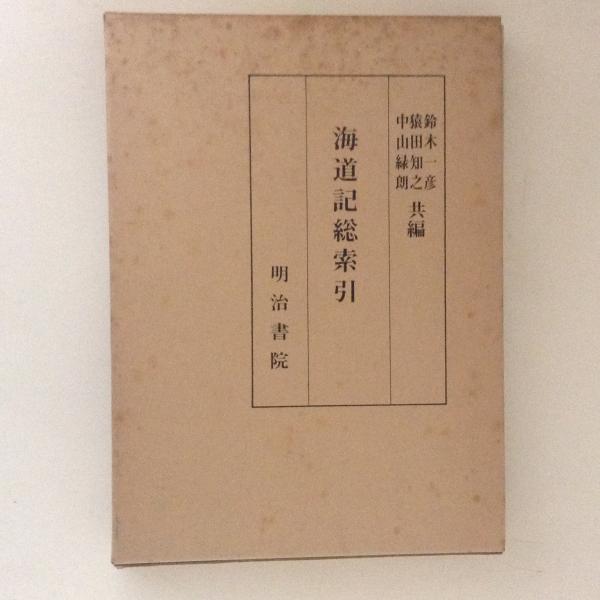 鈴木一彦
猿田知之
中山緑朗
共編
海道記総索引
明治書院